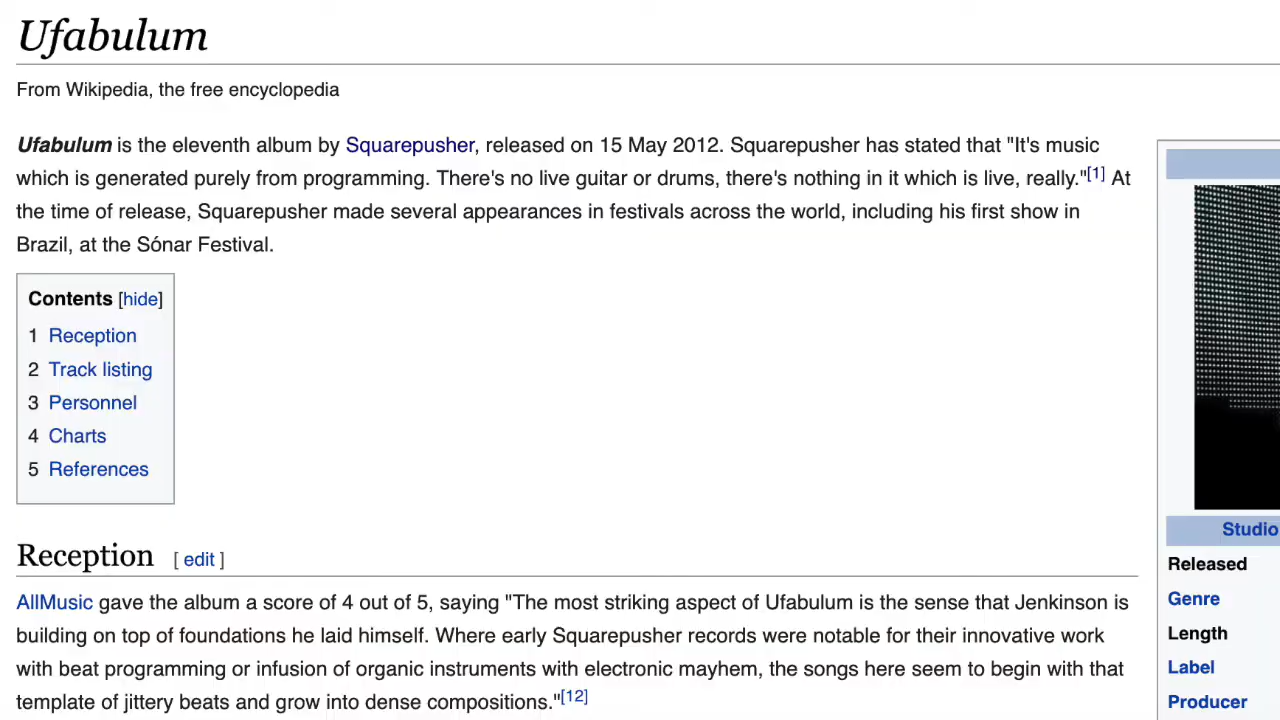 Ufabulum
From Wikipedia, the free encyclopedia
Ufabulum is the eleventh album by Squarepusher, released on 15 May 2012. Squarepusher has stated that "It's music
which is generated purely from programming. There's no live guitar or drums, there's nothing in it which is live, really."[1] At
the time of release, Squarepusher made several appearances in festivals across the world, including his first show in
Brazil, at the Sónar Festival.
Contents [hide]
1 Reception
2 Track listing
3 Personnel
4 Charts
5 References
Reception [ edit ]
AllMusic gave the album a score of 4 out of 5, saying "The most striking aspect of Ufabulum is the sense that Jenkinson is
building on top of foundations he laid himself. Where early Squarepusher records were notable for their innovative work
with beat programming or infusion of organic instruments with electronic mayhem, the songs here seem to begin with that
template of jittery beats and grow into dense compositions."[12]
Studio
Released
Genre
Length
Label
Producer